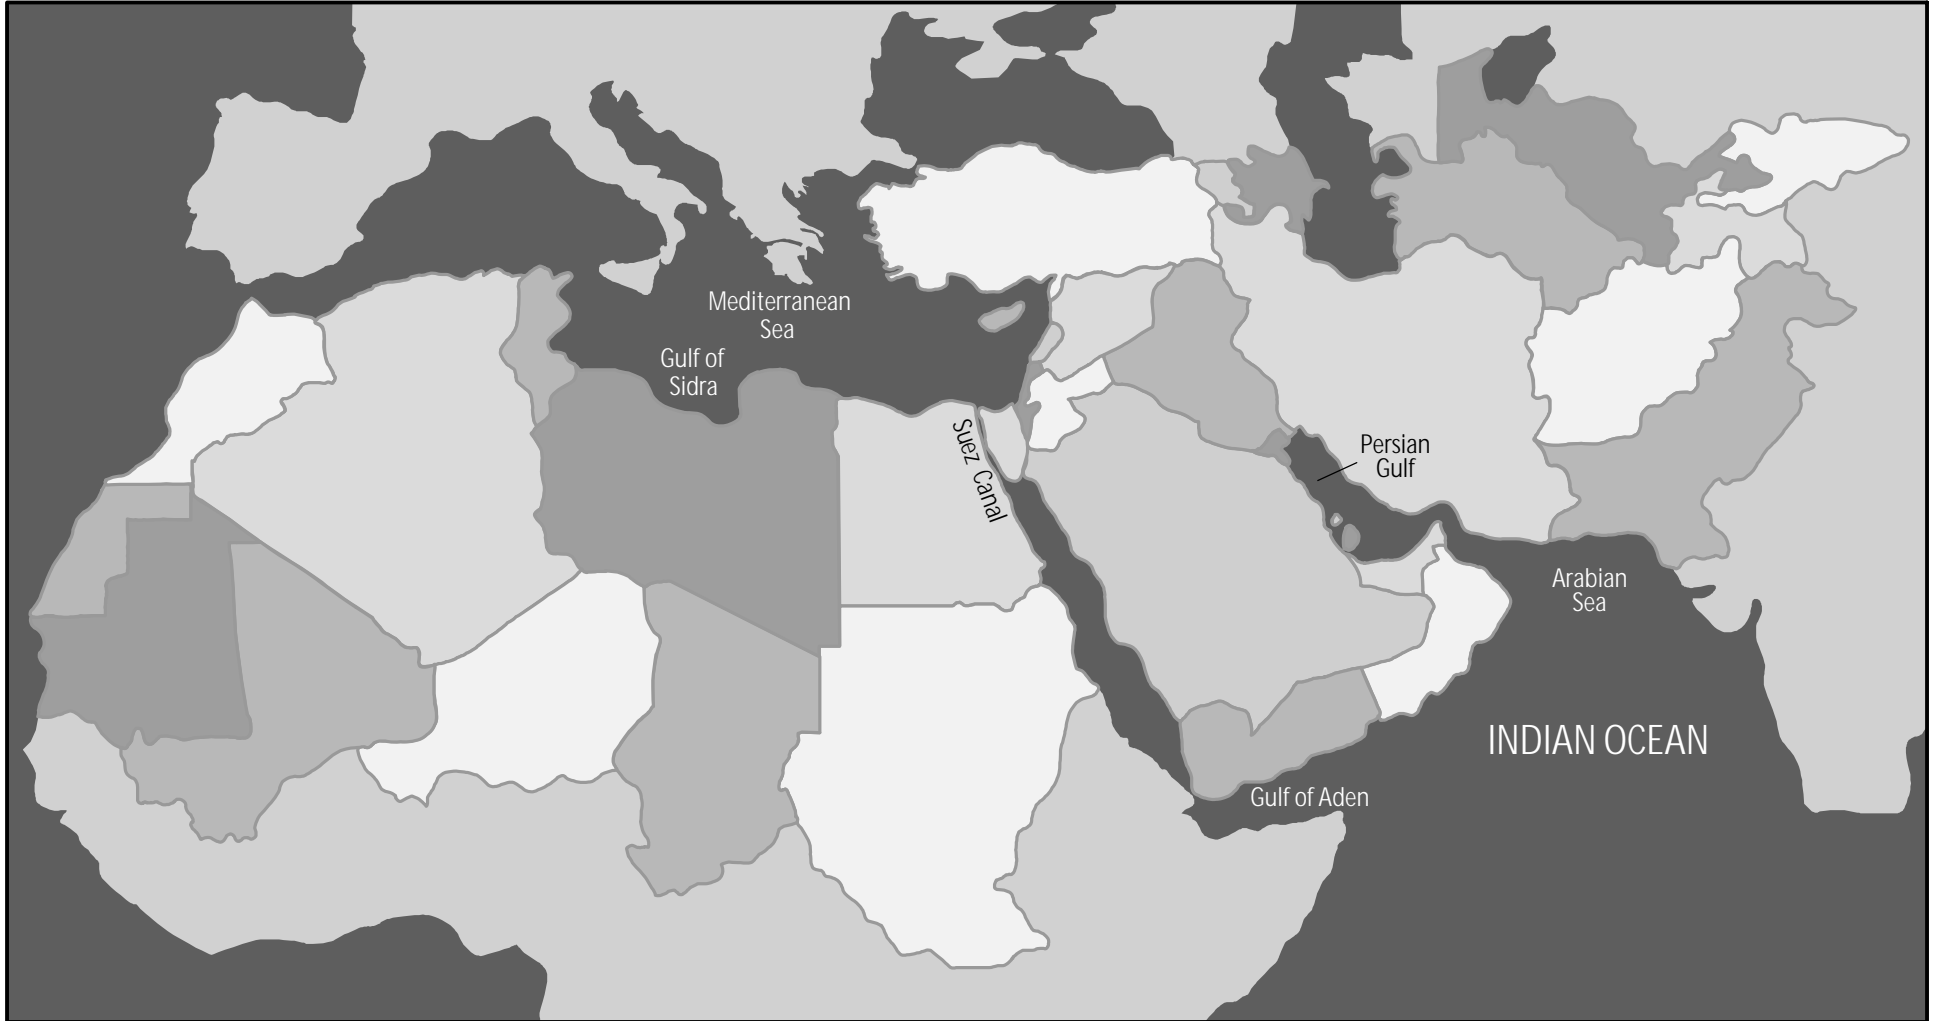 Mediterranean
Sea
Gulf of
Sidra
Suez Canal
Persian
Gulf
Arabian
Sea
INDIAN OCEAN
Gulf of Aden